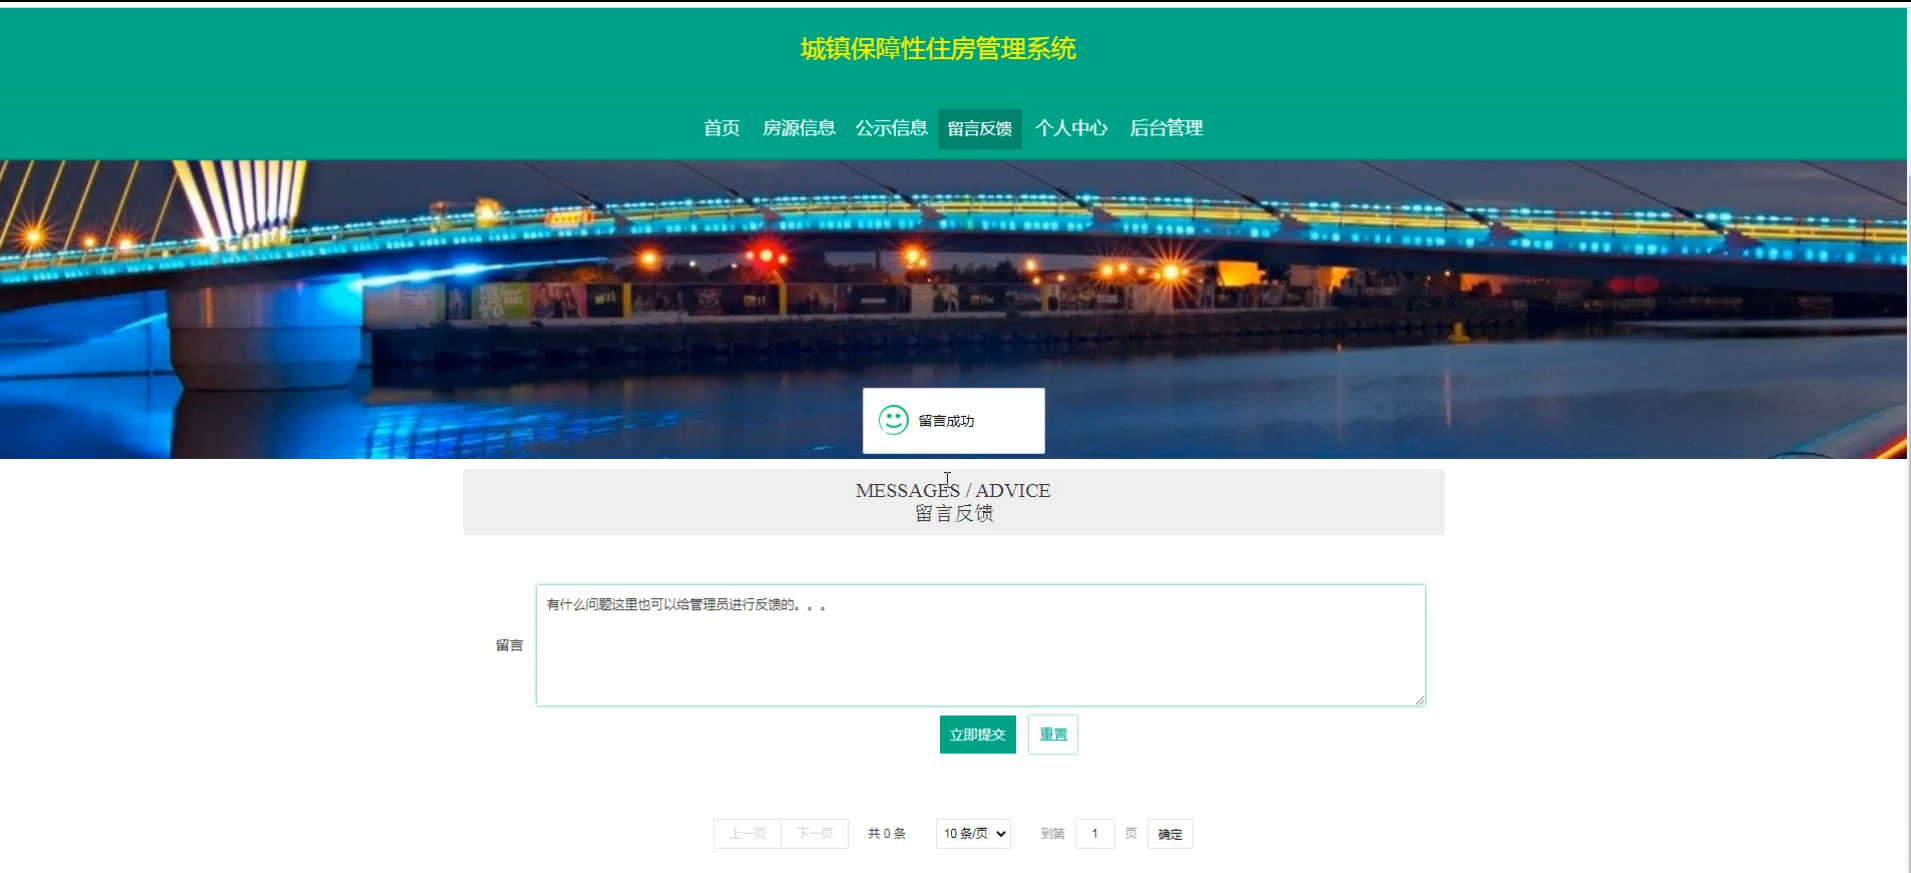 城镇保障性住房管理系统
首页 房源信息 公示信息 留言反馈 个人中心 后台管理
留言成功
MESSAGES / ADVICE
留言反馈
有什么问题这里也可以给管理员进行反馈的。。。
留言
立即提交 重置
上一页 下一页 共 0 条 10 条/页 到第 1 页 确定